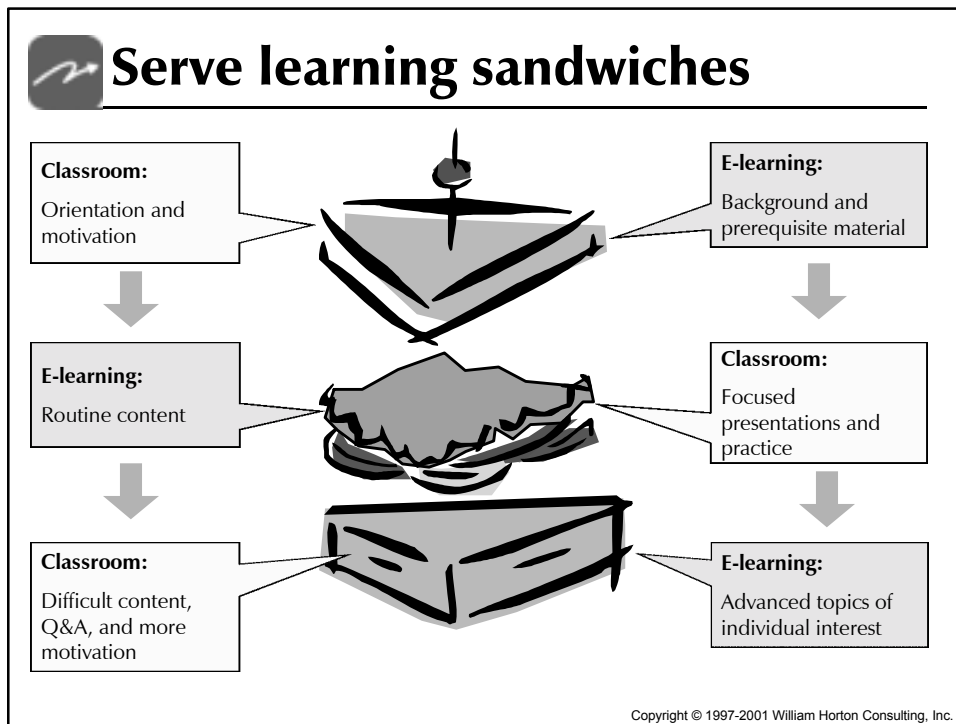 Serve learning sandwiches
Classroom:
Orientation and
motivation
E-learning:
Routine content
Classroom:
Difficult content,
Q&A, and more
motivation
E-learning:
Background and
prerequisite material
Classroom:
Focused
presentations and
practice
E-learning:
Advanced topics of
individual interest
Copyright © 1997-2001 William Horton Consulting, Inc.